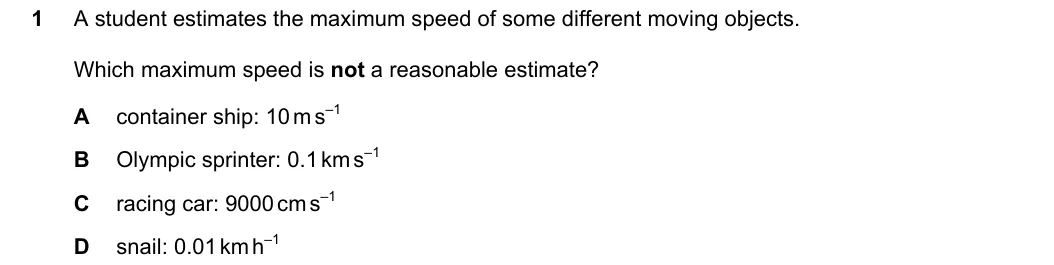 1 A student estimates the maximum speed of some different moving objects.
Which maximum speed is not a reasonable estimate?
A container ship: 10 m s⁻¹
B Olympic sprinter: 0.1 km s⁻¹
C racing car: 9000 cm s⁻¹
D snail: 0.01 km h⁻¹